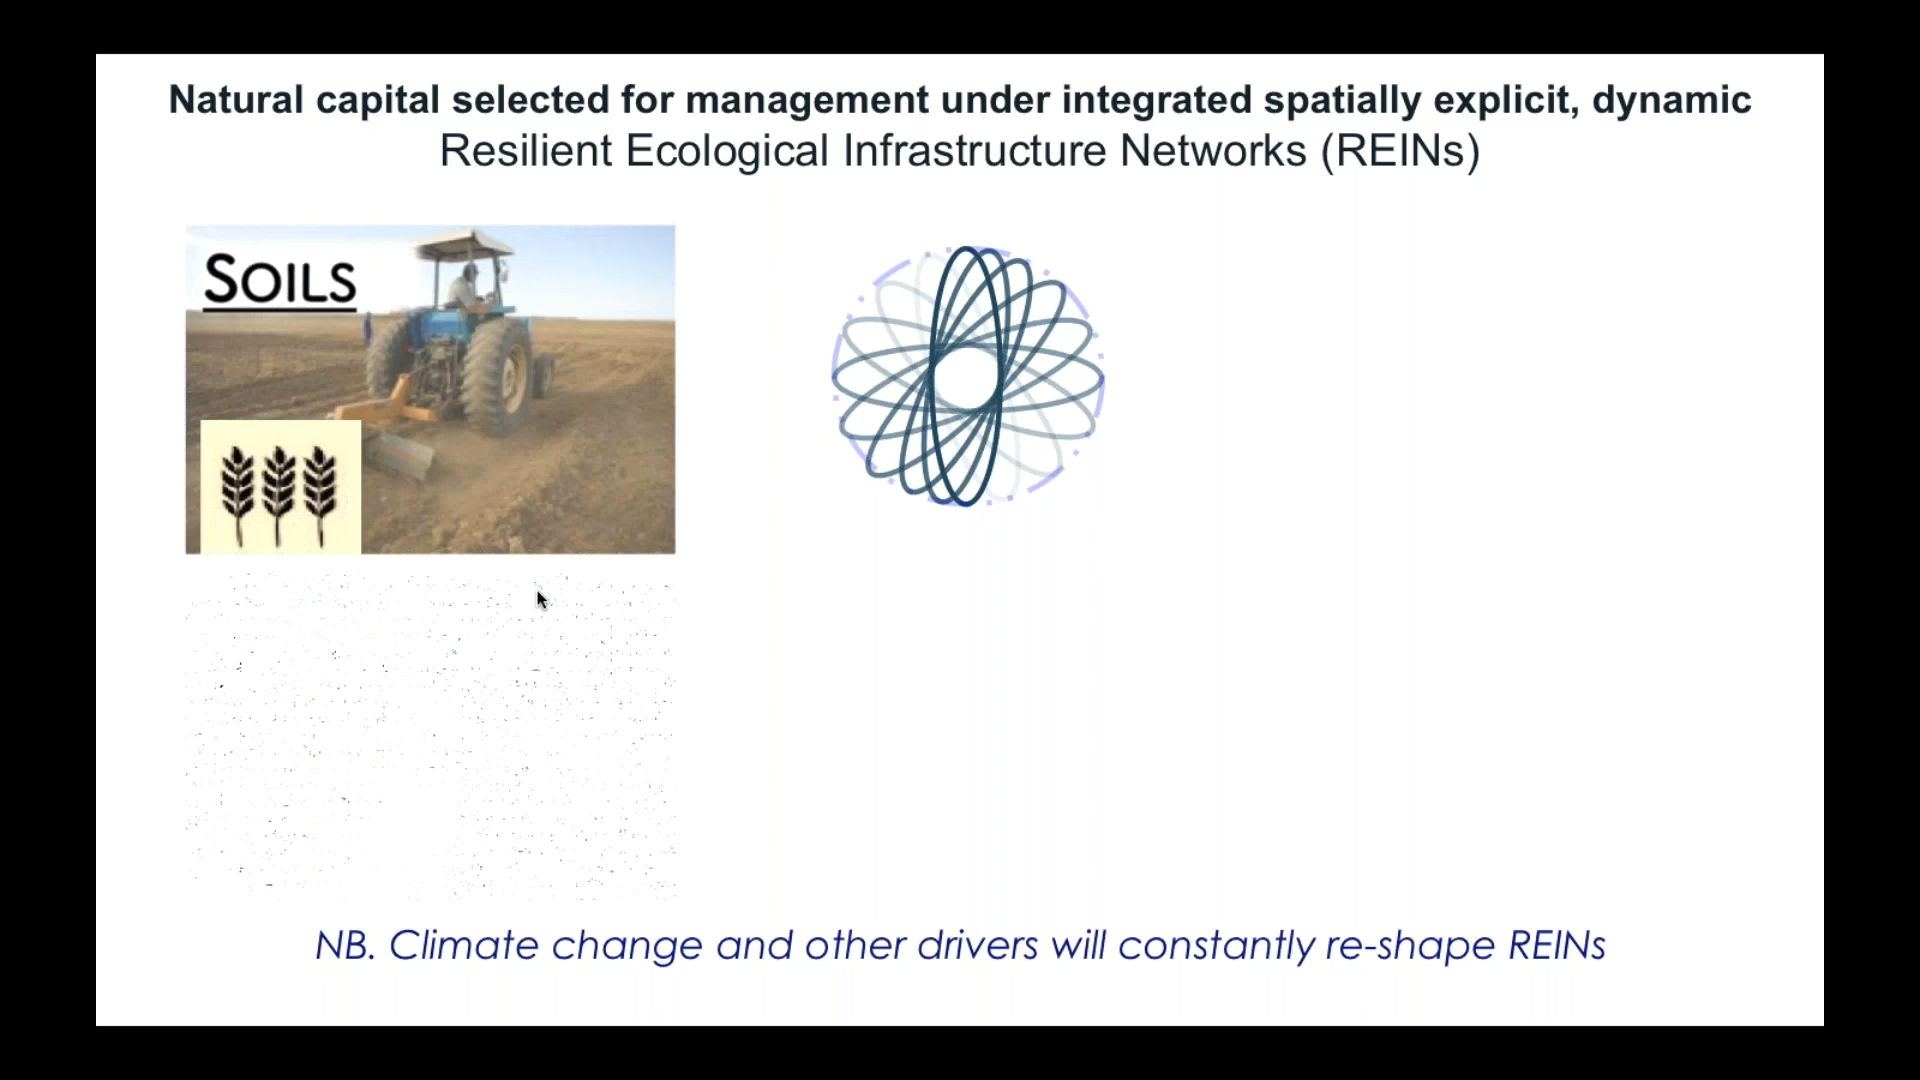 Natural capital selected for management under integrated spatially explicit, dynamic
Resilient Ecological Infrastructure Networks (REINs)
SOILS
NB. Climate change and other drivers will constantly re-shape REINs